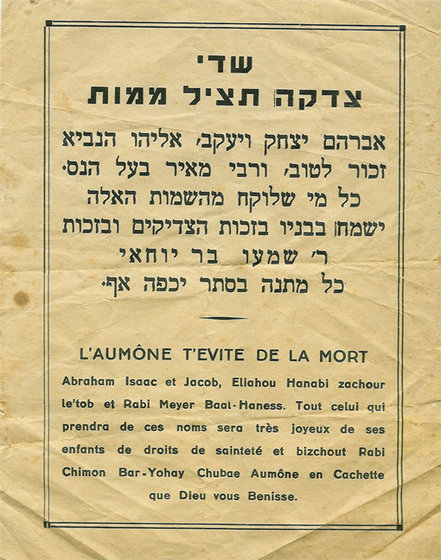 שדי
צדקה תציל ממות
אברהם יצחק ויעקב, אליהו הנביא
זכור לטוב, ורבי מאיר בעל הנס.
כל מי שלוקח מהשמות האלה
ישמח בבניו בזכות הצדיקים ובזכות
ר׳ שמעו בר יוחאי
כל מתנה בסתר יכפה אף.
L'AUMÔNE T'EVITE DE LA MORT
Abraham Isaac et Jacob, Eliahou Hanabi zachour
le'tob et Rabi Meyer Baal-Haness. Tout celui qui
prendra de ces noms sera très joyeux de ses
enfants de droits de sainteté et bizchout Rabi
Chimon Bar-Yohay Chubae Aumône en Cachette
que Dieu vous Benisse.